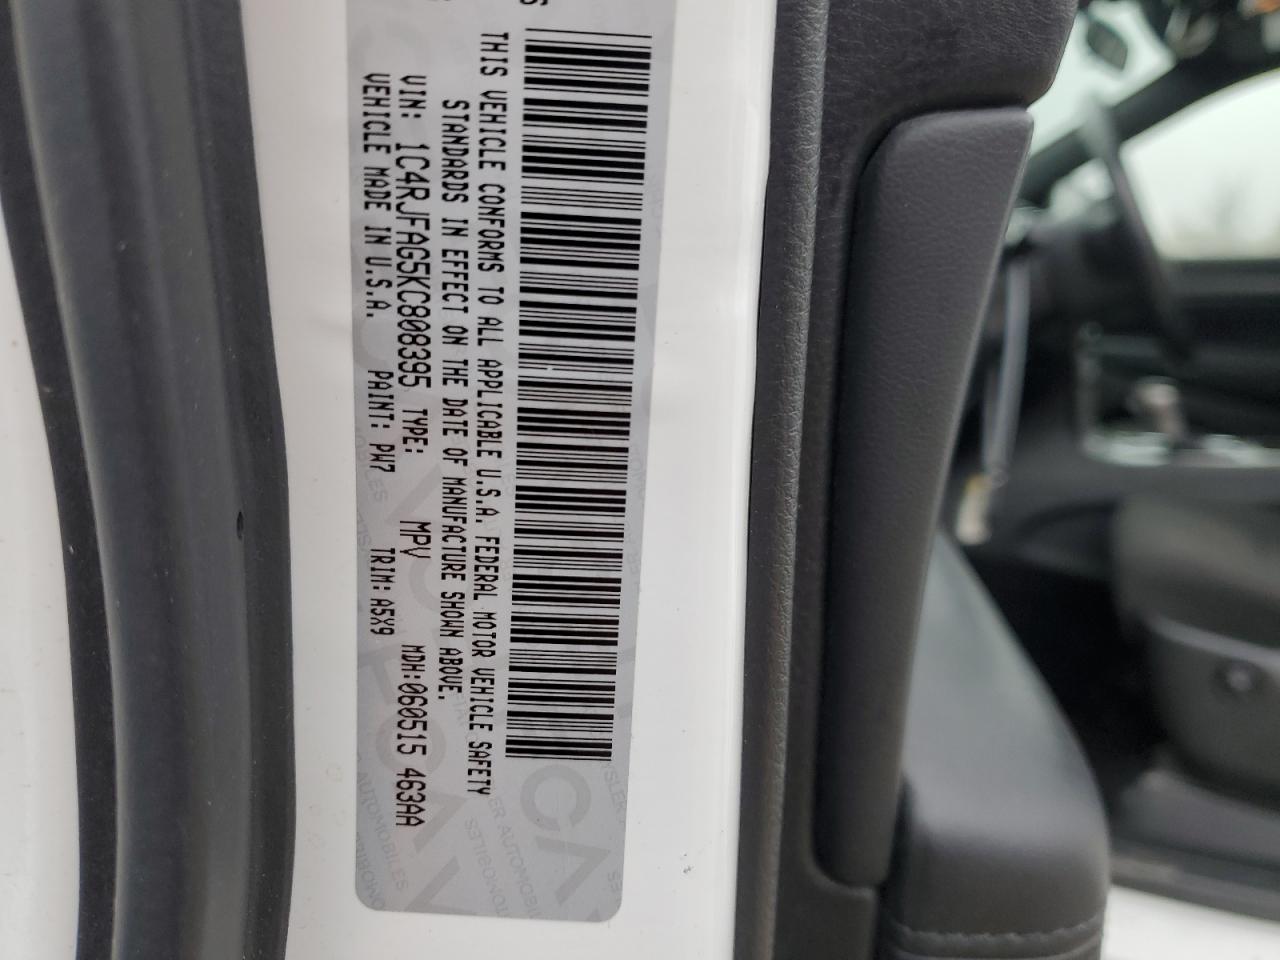 THIS VEHICLE CONFORMS TO ALL APPLICABLE U.S.A. FEDERAL MOTOR VEHICLE SAFETY
STANDARDS IN EFFECT ON THE DATE OF MANUFACTURE SHOWN ABOVE.
VIN: 1C4RJFAG5KC808395 TYPE: MPV MDH:060515 463AA
VEHICLE MADE IN U.S.A. PAINT: PW7 TRIM: A5X9